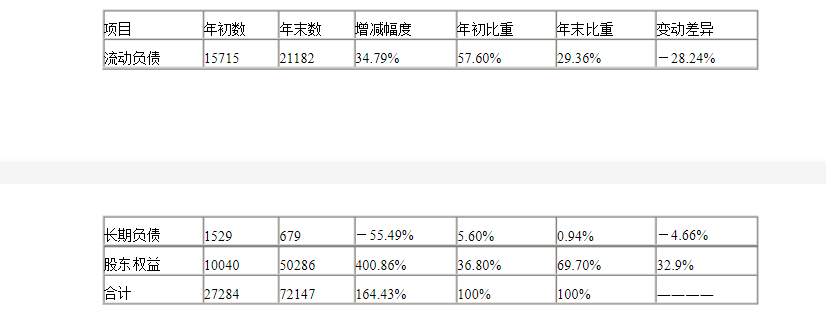 项目 年初数 年末数 增减幅度 年初比重 年末比重 变动差异
流动负债 15715 21182 34.79% 57.60% 29.36% －28.24%
长期负债 1529 679 －55.49% 5.60% 0.94% －4.66%
股东权益 10040 50286 400.86% 36.80% 69.70% 32.9%
合计 27284 72147 164.43% 100% 100% ————